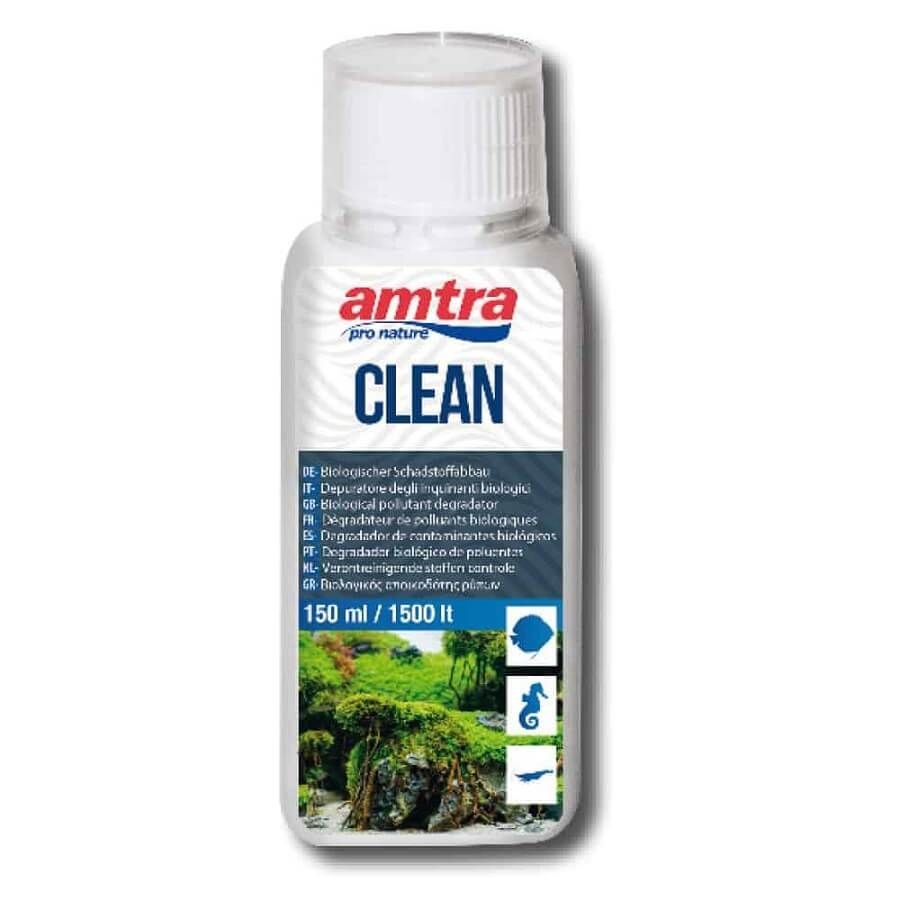 amtra
pro nature
CLEAN
DE- Biologischer Schadstoffabbau
IT- Depuratore degli inquinanti biologici
GB- Biological pollutant degradator
FR- Dégradateur de polluants biologiques
ES- Degradador de contaminantes biológicos
PT- Degradador biológico de poluentes
NL- Verontreinigende stoffen controle
GR- Βιολογικός αποικοδότης ρύπων
150 ml / 1500 lt